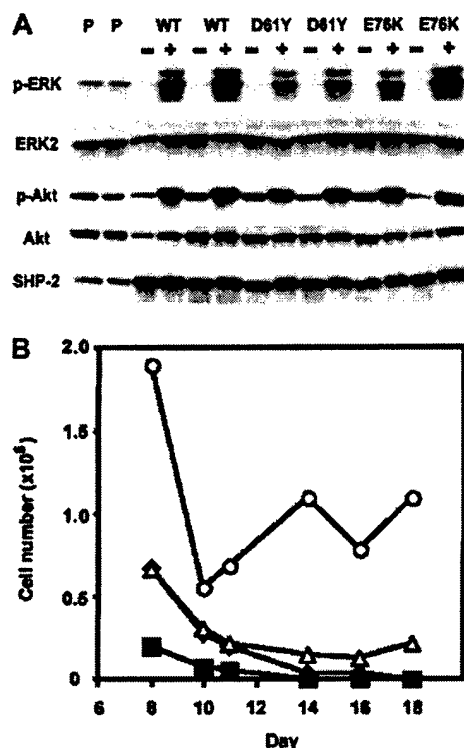 A
P P WT WT D61Y D61Y E76K E76K
- + - + - + - + - + - +
p-ERK
ERK2
p-Akt
Akt
SHP-2
B
2.0
1.5
1.0
0.5
0
Cell number (x10⁵)
6 8 10 12 14 16 18
Day